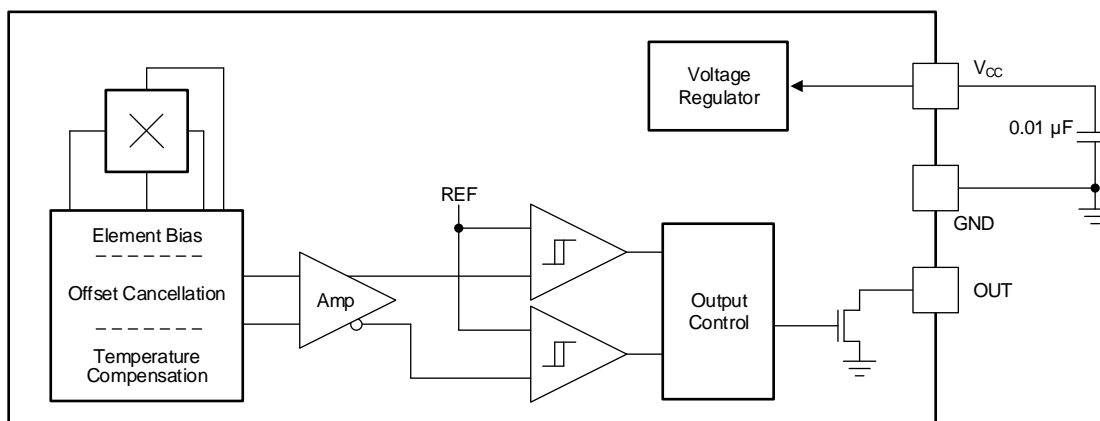 Voltage
Regulator
VCC
0.01 µF
GND
REF
Element Bias
Offset Cancellation
Temperature
Compensation
Amp
Output
Control
OUT